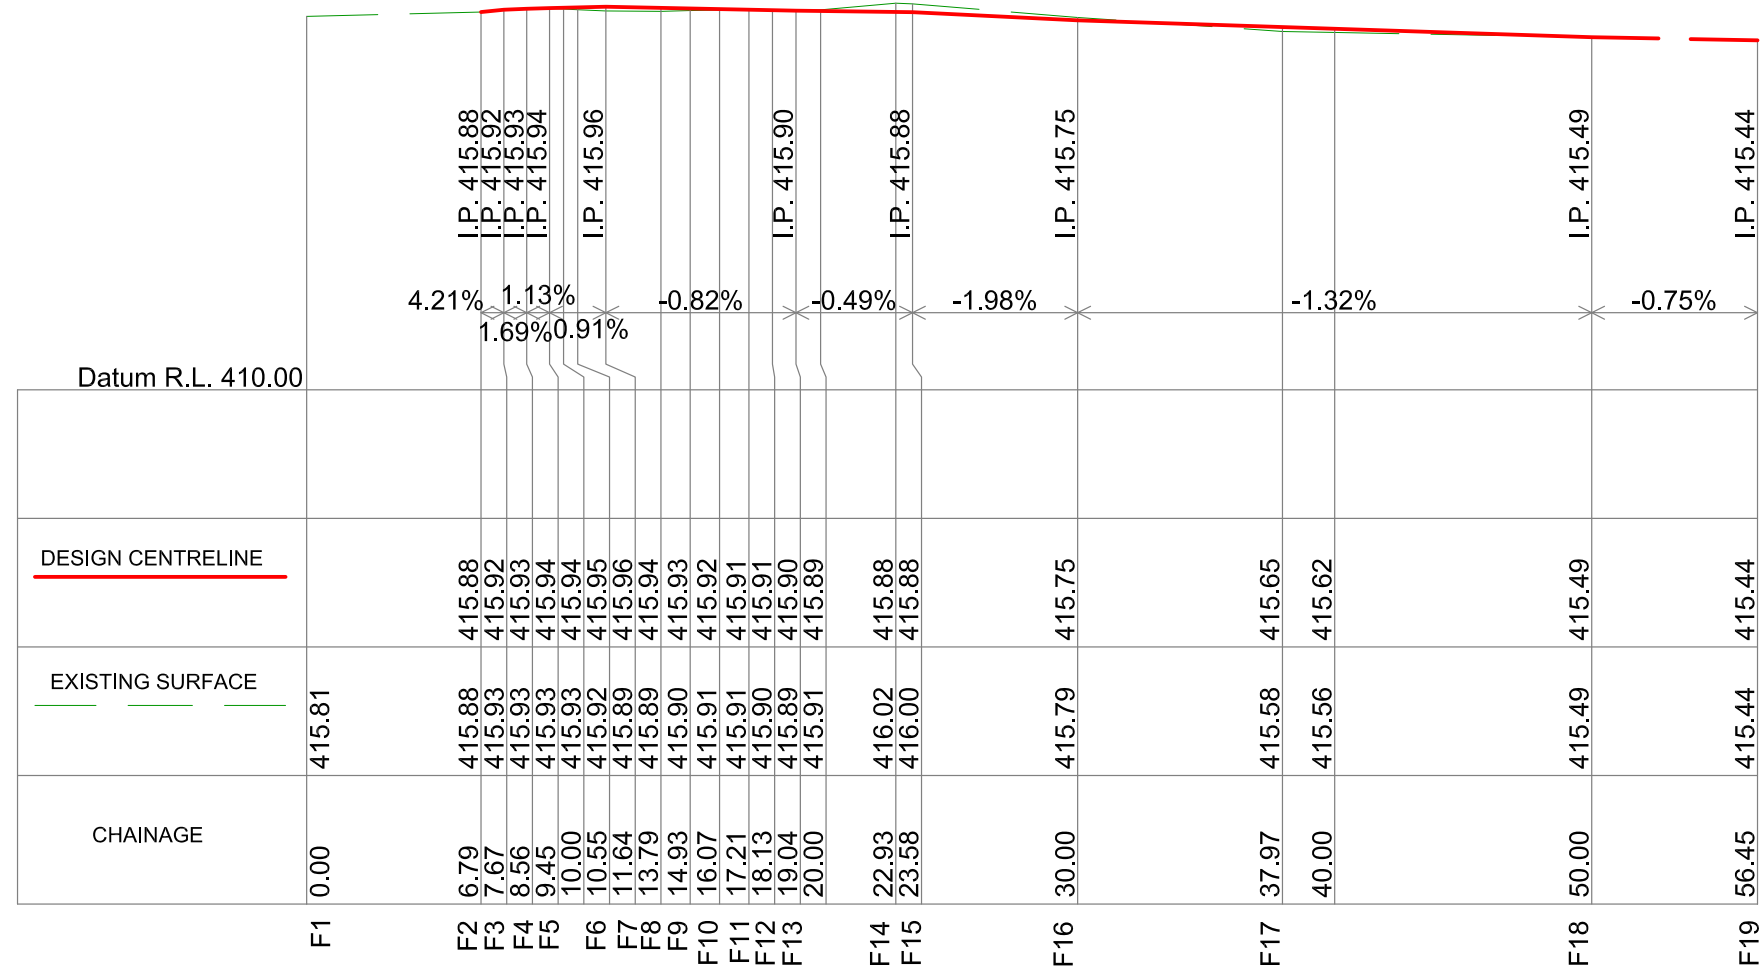 I.P. 415.88
I.P. 415.92
I.P. 415.93
I.P. 415.94
I.P. 415.96
I.P. 415.90
I.P. 415.88
I.P. 415.75
I.P. 415.49
I.P. 415.44
4.21% 1.13% -0.82% -0.49% -1.98% -1.32% -0.75%
1.69% 0.91%
Datum R.L. 410.00
DESIGN CENTRELINE
415.88 415.92 415.93 415.94 415.94 415.95 415.96 415.94 415.93 415.92 415.91 415.91 415.90 415.89 415.88 415.88 415.75 415.65 415.62 415.49 415.44
EXISTING SURFACE
415.81 415.88 415.93 415.93 415.93 415.93 415.92 415.89 415.89 415.90 415.91 415.91 415.90 415.89 415.91 416.02 416.00 415.79 415.58 415.56 415.49 415.44
CHAINAGE
0.00 6.79 7.67 8.56 9.45 10.00 10.55 11.64 13.79 14.93 16.07 17.21 18.13 19.04 20.00 22.93 23.58 30.00 37.97 40.00 50.00 56.45
F1 F2 F3 F4 F5 F6 F7 F8 F9 F10 F11 F12 F13 F14 F15 F16 F17 F18 F19